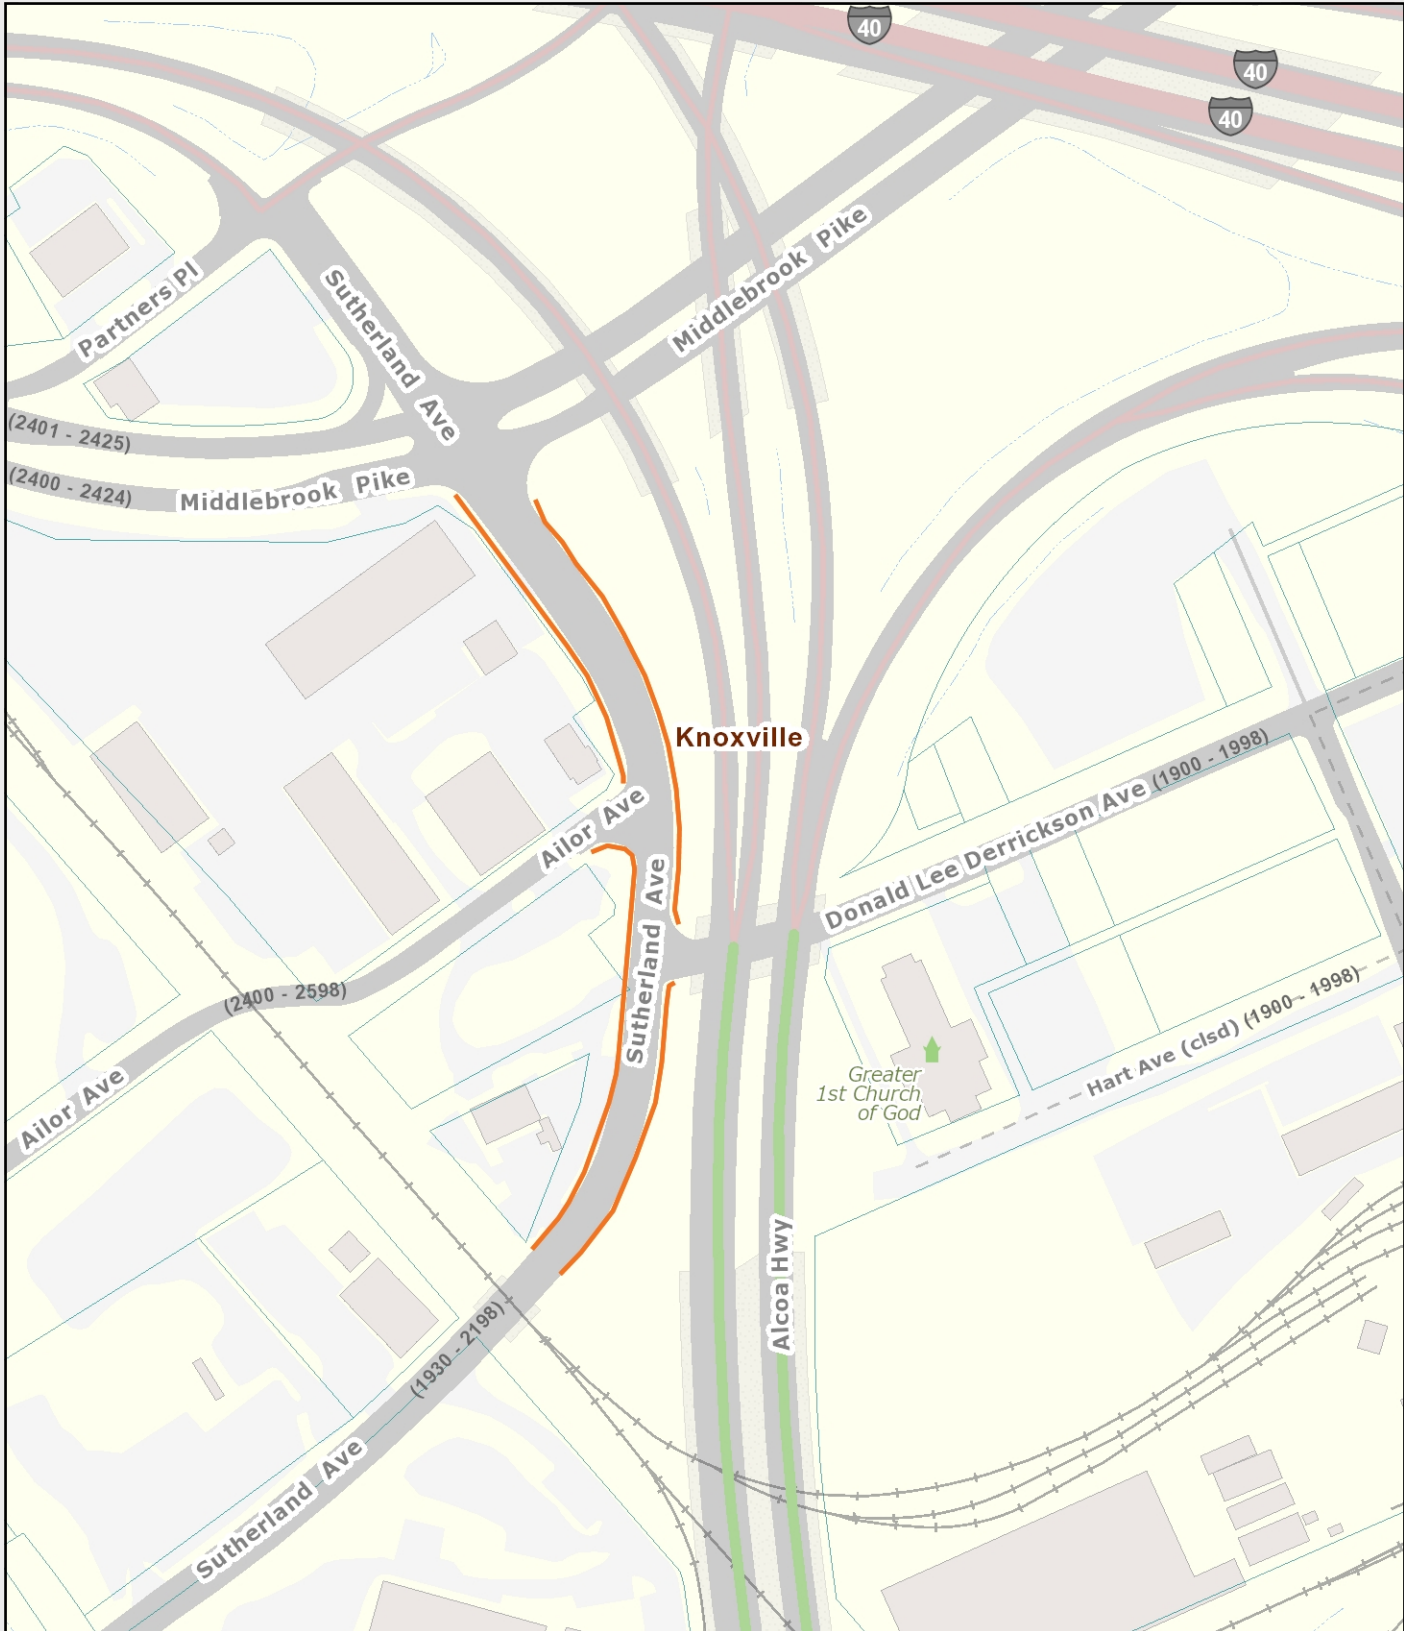 40
40
40
Middlebrook Pike
Partners Pl
Sutherland Ave
(2401 - 2425)
(2400 - 2424)
Middlebrook Pike
Knoxville
Donald Lee Derrickson Ave (1900 - 1998)
Ailor Ave
Sutherland Ave
(2400 - 2598)
Hart Ave (clsd) (1900 - 1998)
Greater
1st Church
of God
Ailor Ave
Alcoa Hwy
(1930 - 2198)
Sutherland Ave